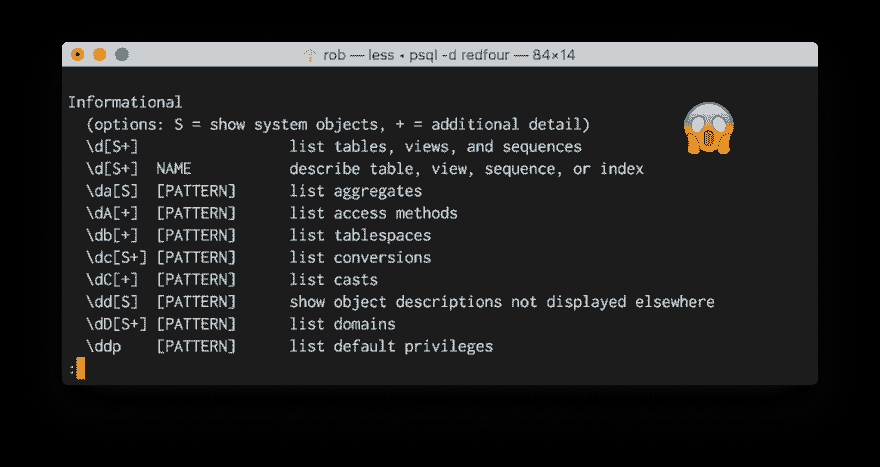 rob — less ◂ psql -d redfour — 84×14
Informational
  (options: S = show system objects, + = additional detail)
  \d[S+]                 list tables, views, and sequences
  \d[S+]  NAME           describe table, view, sequence, or index
  \da[S]  [PATTERN]      list aggregates
  \dA[+]  [PATTERN]      list access methods
  \db[+]  [PATTERN]      list tablespaces
  \dc[S+] [PATTERN]      list conversions
  \dC[+]  [PATTERN]      list casts
  \dd[S]  [PATTERN]      show object descriptions not displayed elsewhere
  \dD[S+] [PATTERN]      list domains
  \ddp    [PATTERN]      list default privileges
: